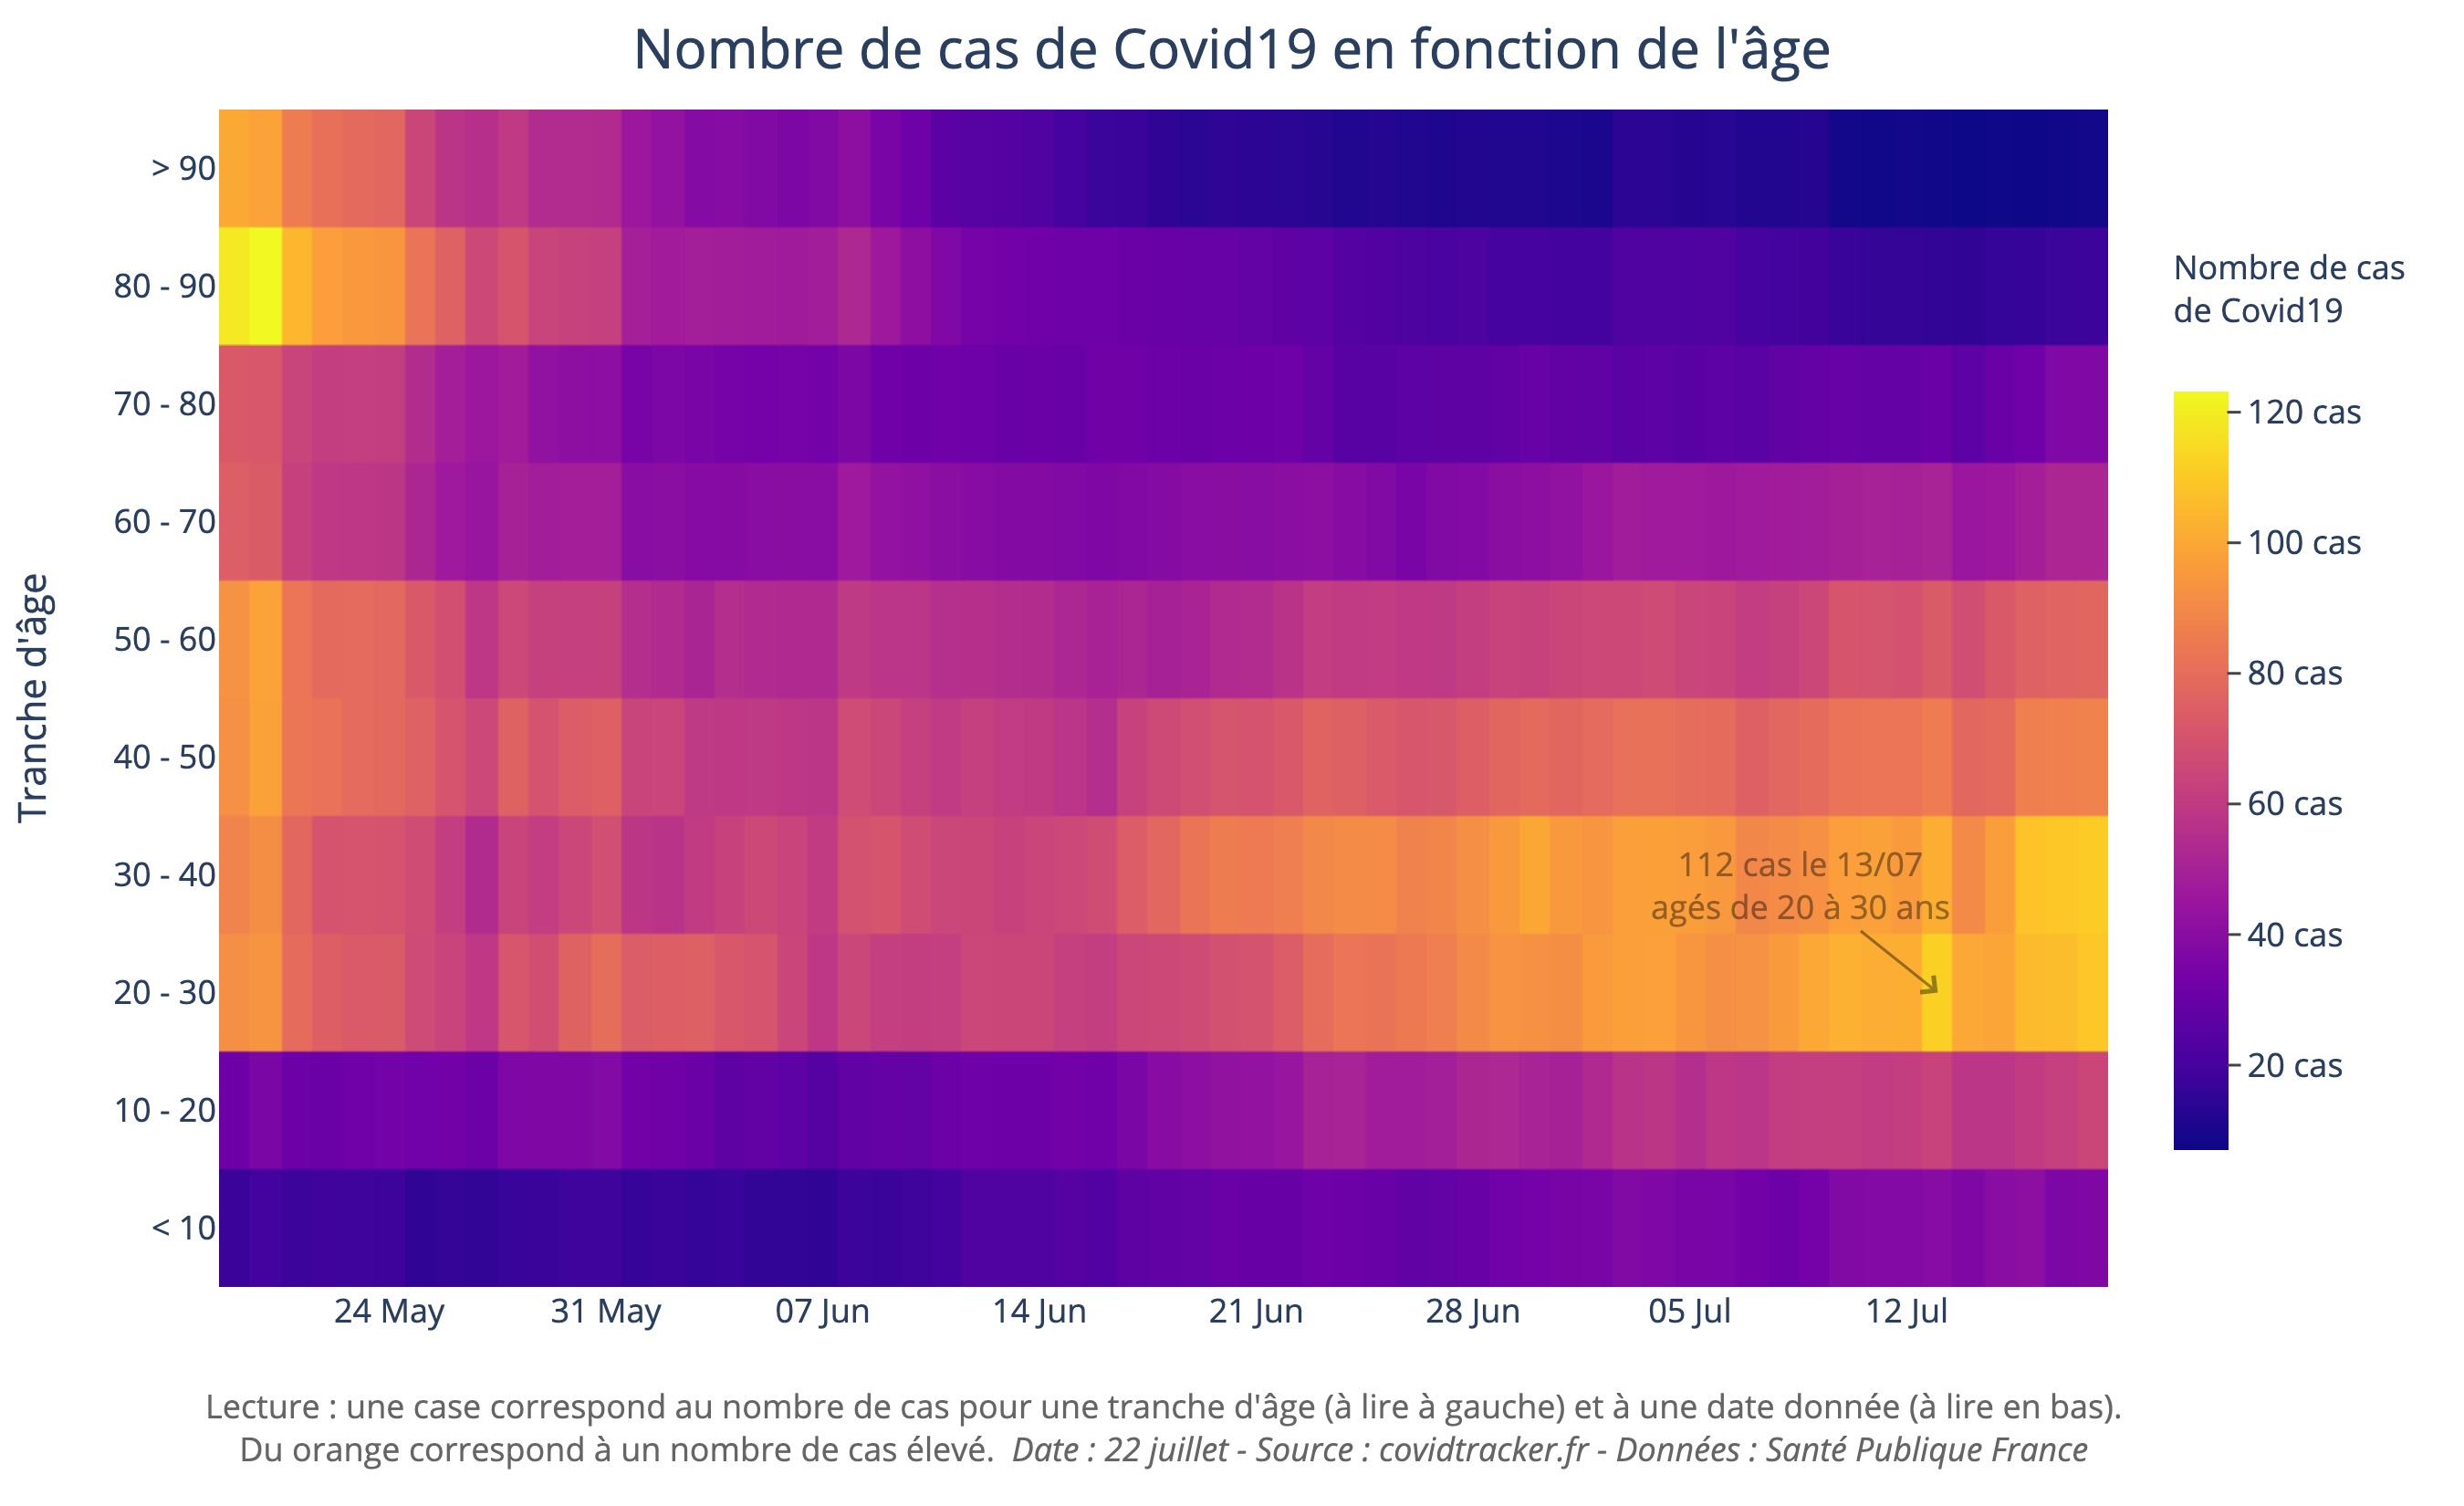 Nombre de cas de Covid19 en fonction de l'âge
Tranche d'âge
> 90
80 - 90
70 - 80
60 - 70
50 - 60
40 - 50
30 - 40
20 - 30
10 - 20
< 10
112 cas le 13/07
agés de 20 à 30 ans
24 May
31 May
07 Jun
14 Jun
21 Jun
28 Jun
05 Jul
12 Jul
Nombre de cas
de Covid19
120 cas
100 cas
80 cas
60 cas
40 cas
20 cas
Lecture : une case correspond au nombre de cas pour une tranche d'âge (à lire à gauche) et à une date donnée (à lire en bas).
Du orange correspond à un nombre de cas élevé. Date : 22 juillet - Source : covidtracker.fr - Données : Santé Publique France